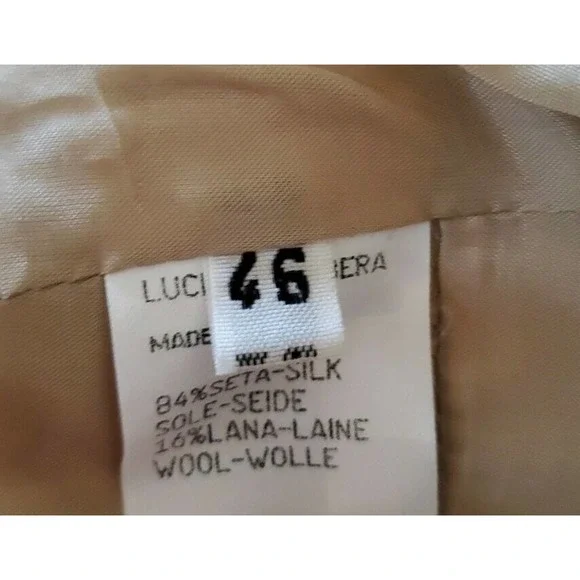 46
LUCI BERA
MADE
84%SETA-SILK
SOLE-SEIDE
16%LANA-LAINE
WOOL-WOLLE